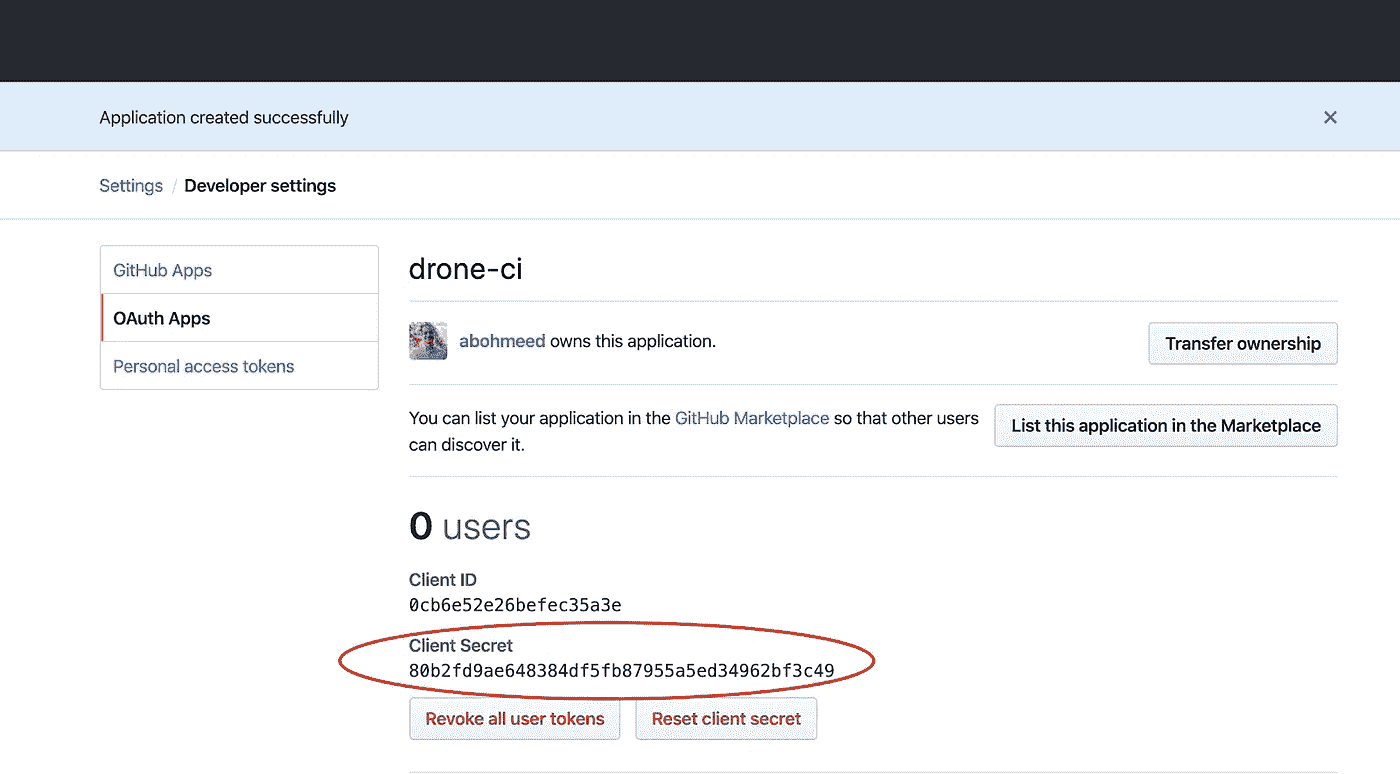 Application created successfully
Settings / Developer settings
GitHub Apps
OAuth Apps
Personal access tokens
drone-ci
abohmeed owns this application.
Transfer ownership
You can list your application in the GitHub Marketplace so that other users
can discover it.
List this application in the Marketplace
0 users
Client ID
0cb6e52e26befec35a3e
Client Secret
80b2fd9ae648384df5fb87955a5ed34962bf3c49
Revoke all user tokens
Reset client secret